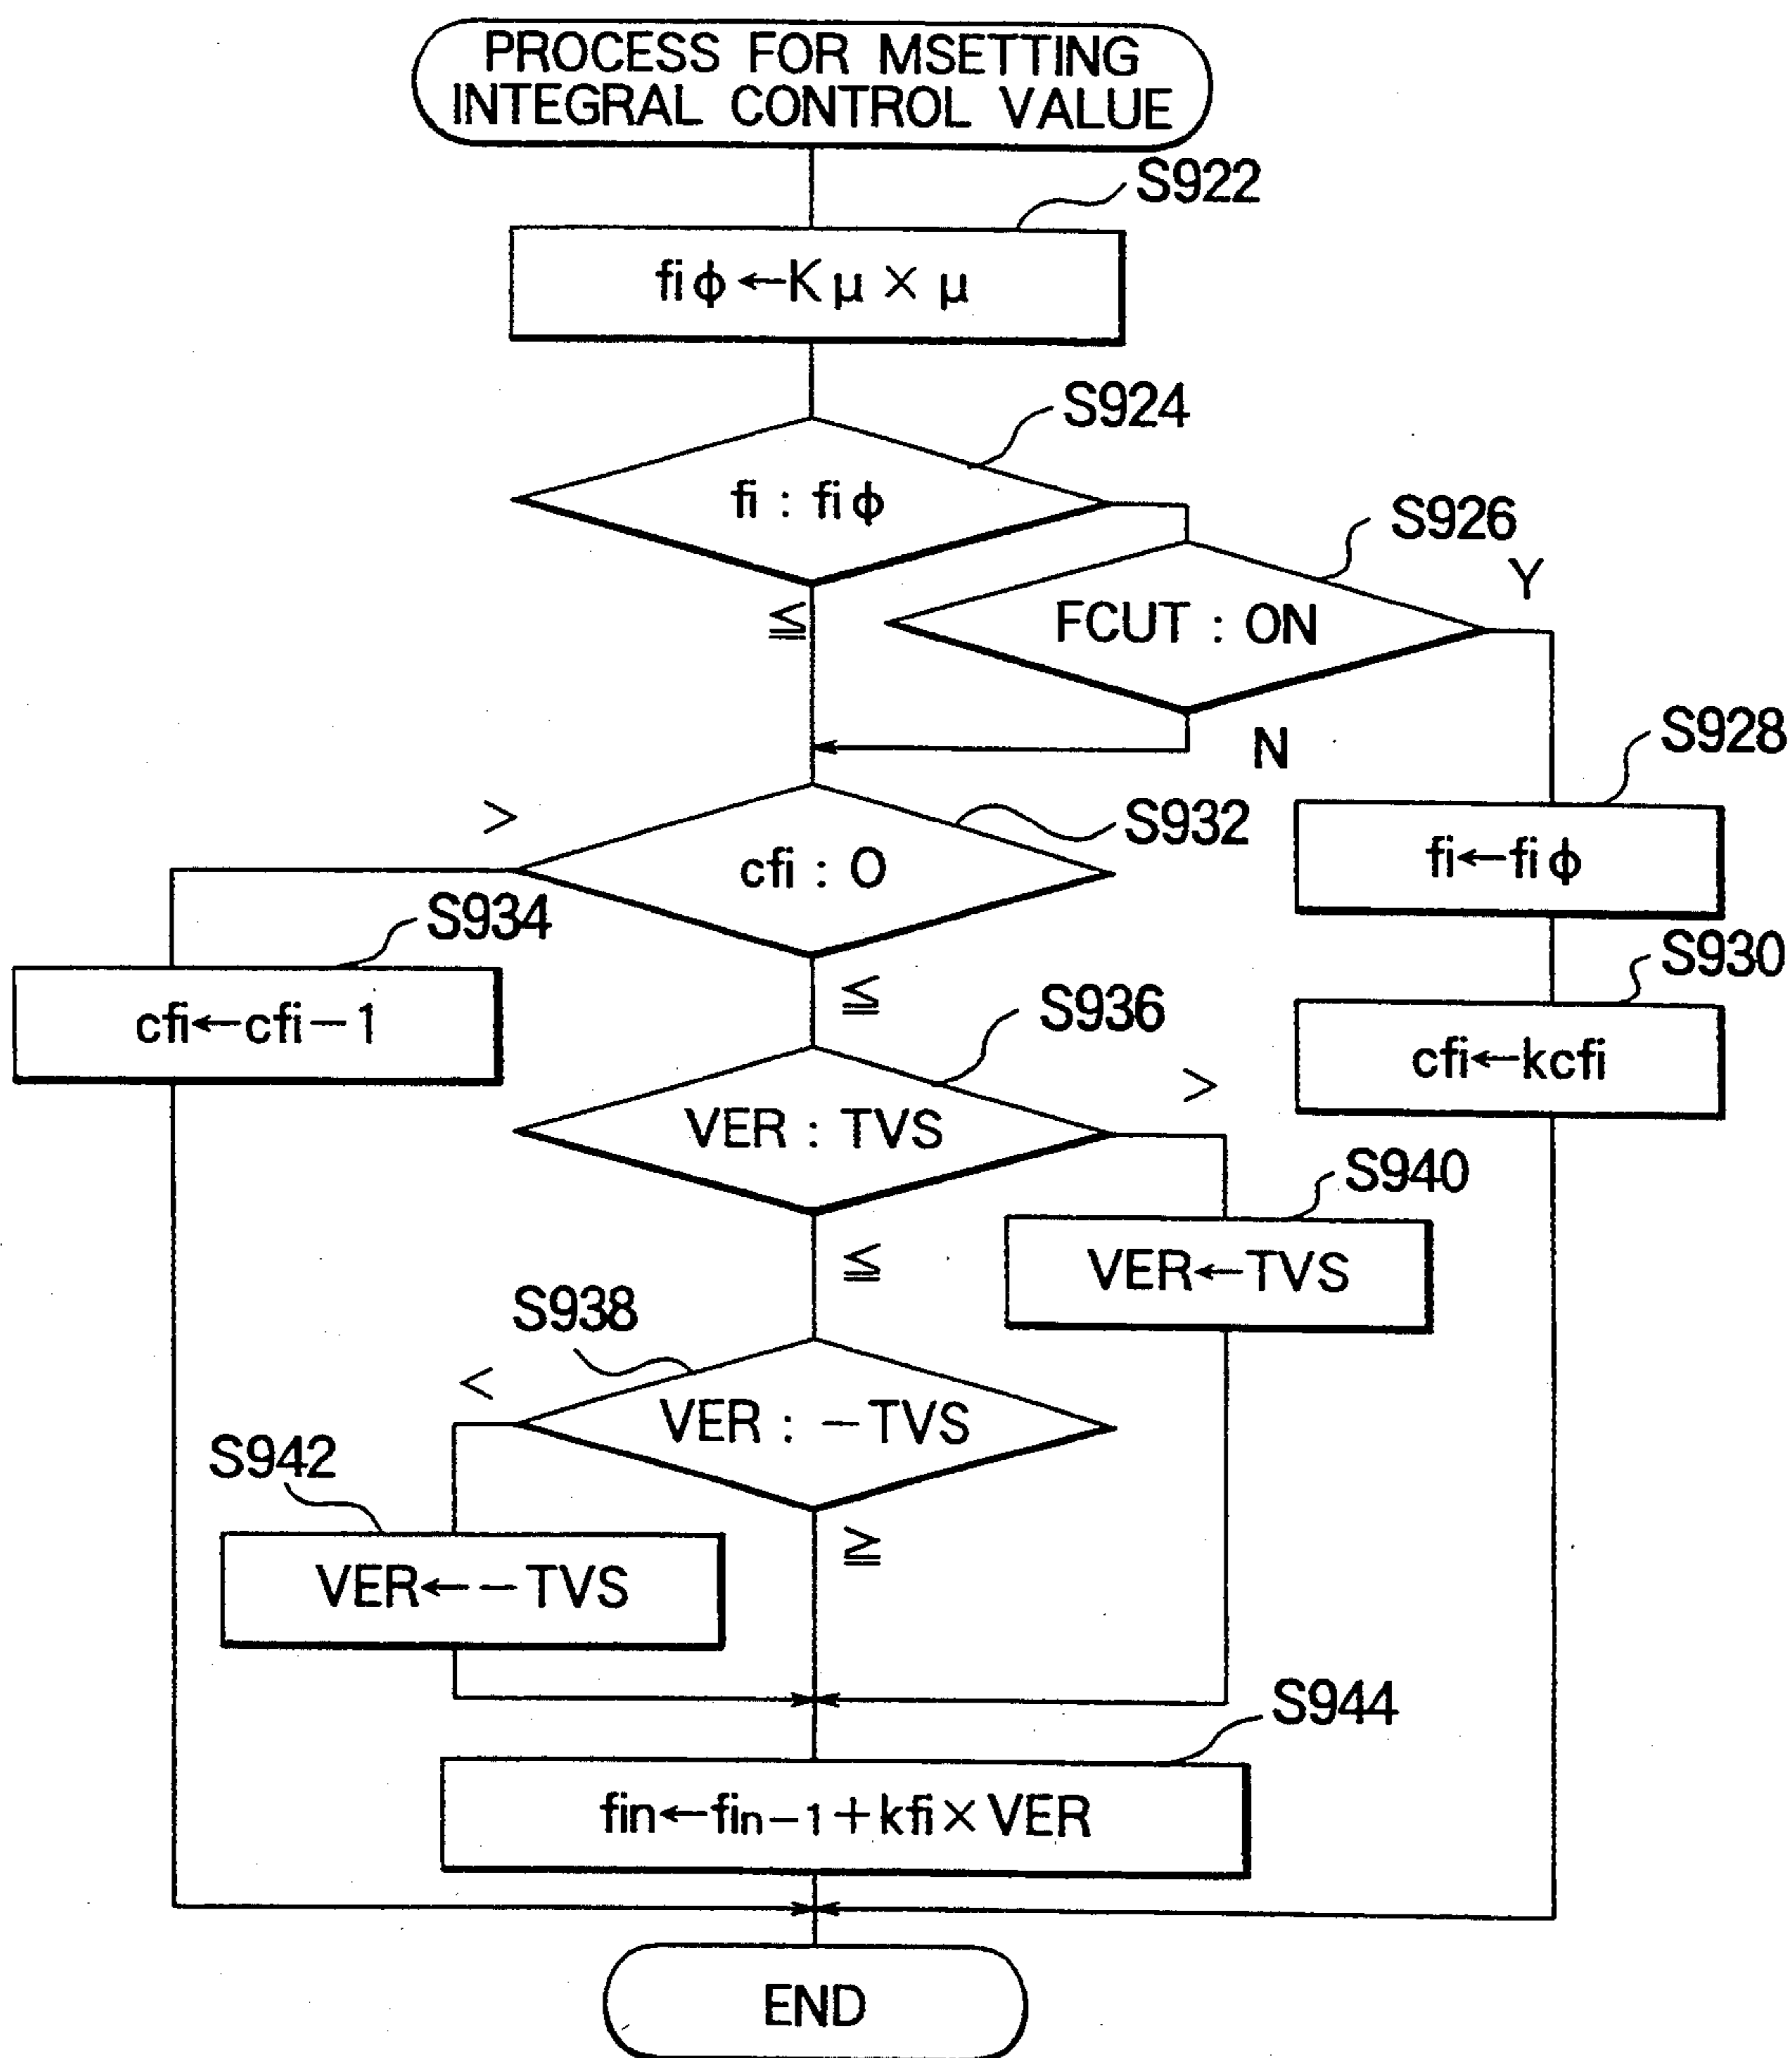 PROCESS FOR MSETTING
INTEGRAL CONTROL VALUE
S922
fiφ←Kμ × μ
S924
fi : fiφ
S926
Y
≦
FCUT : ON
N
S928
fi←fiφ
>
S932
cfi : O
S934
cfi←cfi−1
S930
cfi←kcfi
≦
S936
>
VER : TVS
S940
VER←TVS
≦
S938
<
VER : −TVS
S942
VER←−TVS
≧
S944
fin←fin−1+kfi×VER
END